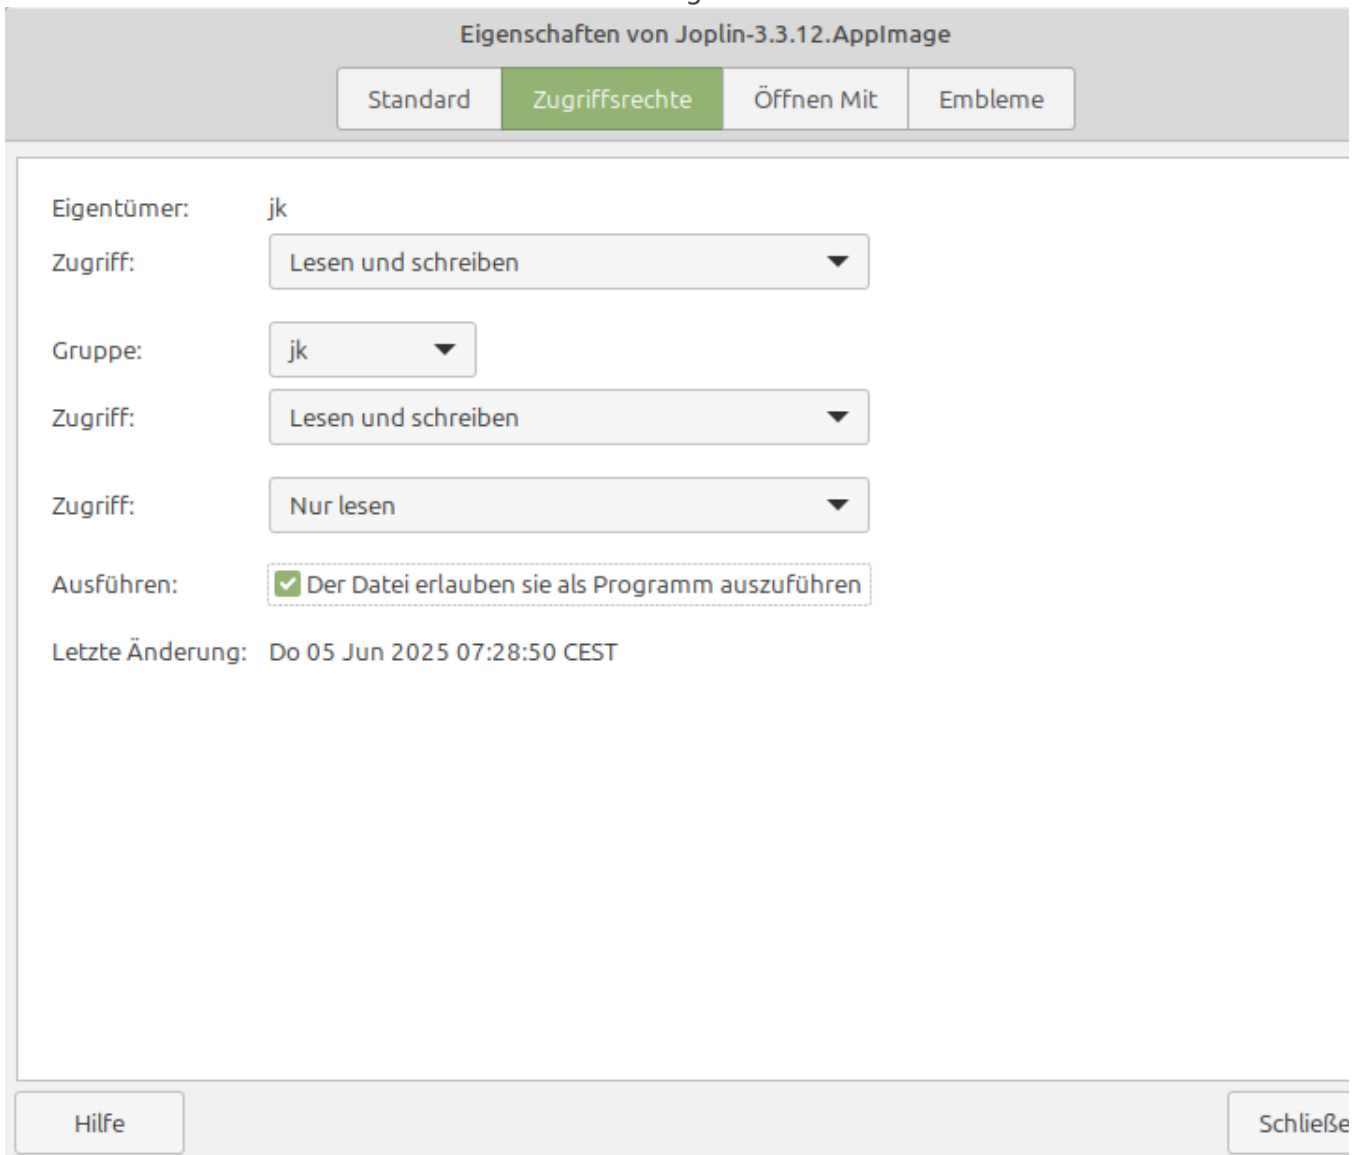 Eigenschaften von Joplin-3.3.12.AppImage
Standard Zugriffsrechte Öffnen Mit Embleme
Eigentümer: jk
Zugriff: Lesen und schreiben
Gruppe: jk
Zugriff: Lesen und schreiben
Zugriff: Nur lesen
Ausführen: Der Datei erlauben sie als Programm auszuführen
Letzte Änderung: Do 05 Jun 2025 07:28:50 CEST
Hilfe Schließe